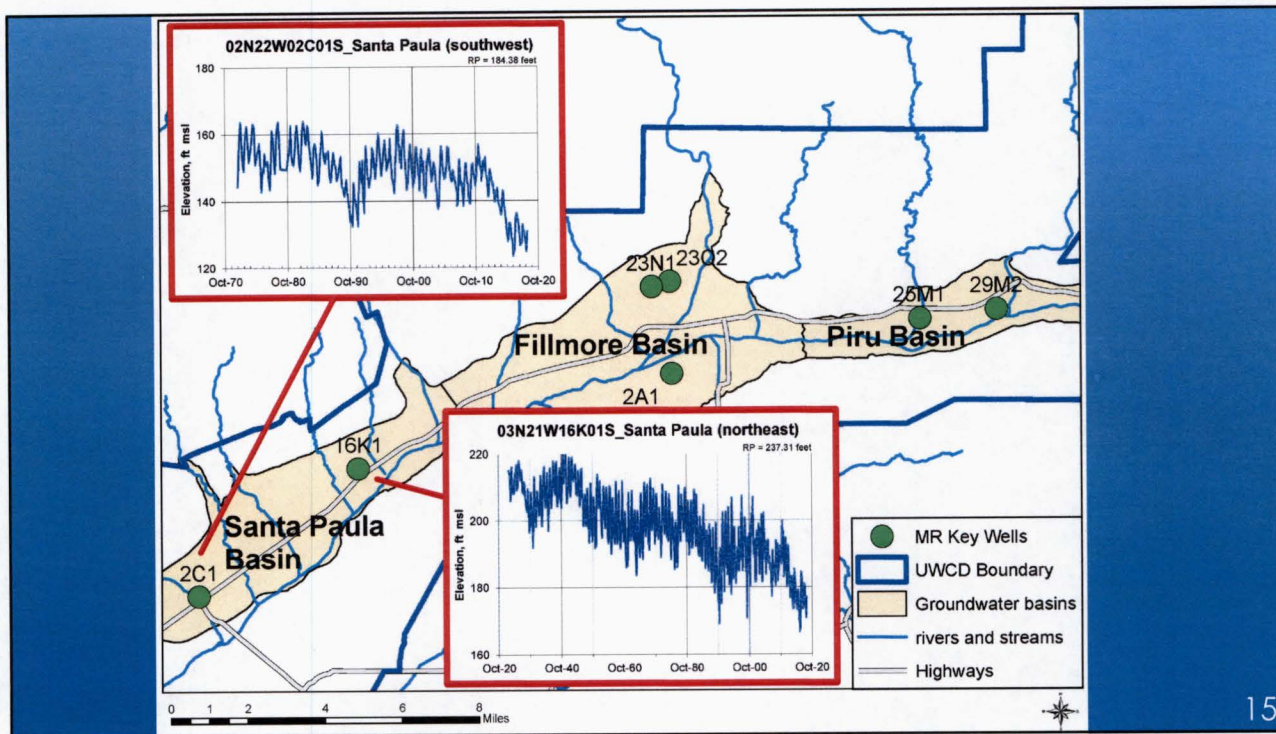 02N22W02C01S_Santa Paula (southwest)
RP = 184.38 feet
180
160
140
120
Elevation, ft msl
Oct-70
Oct-80
Oct-90
Oct-00
Oct-10
Oct-20
23N1
23Q2
25M1
29M2
Fillmore Basin
Piru Basin
2A1
16K1
Santa Paula
Basin
2C1
03N21W16K01S_Santa Paula (northeast)
RP = 237.31 feet
220
200
180
160
Elevation, ft msl
Oct-20
Oct-40
Oct-60
Oct-80
Oct-00
Oct-20
MR Key Wells
UWCD Boundary
Groundwater basins
rivers and streams
Highways
0 1 2 4 6 8
Miles
15